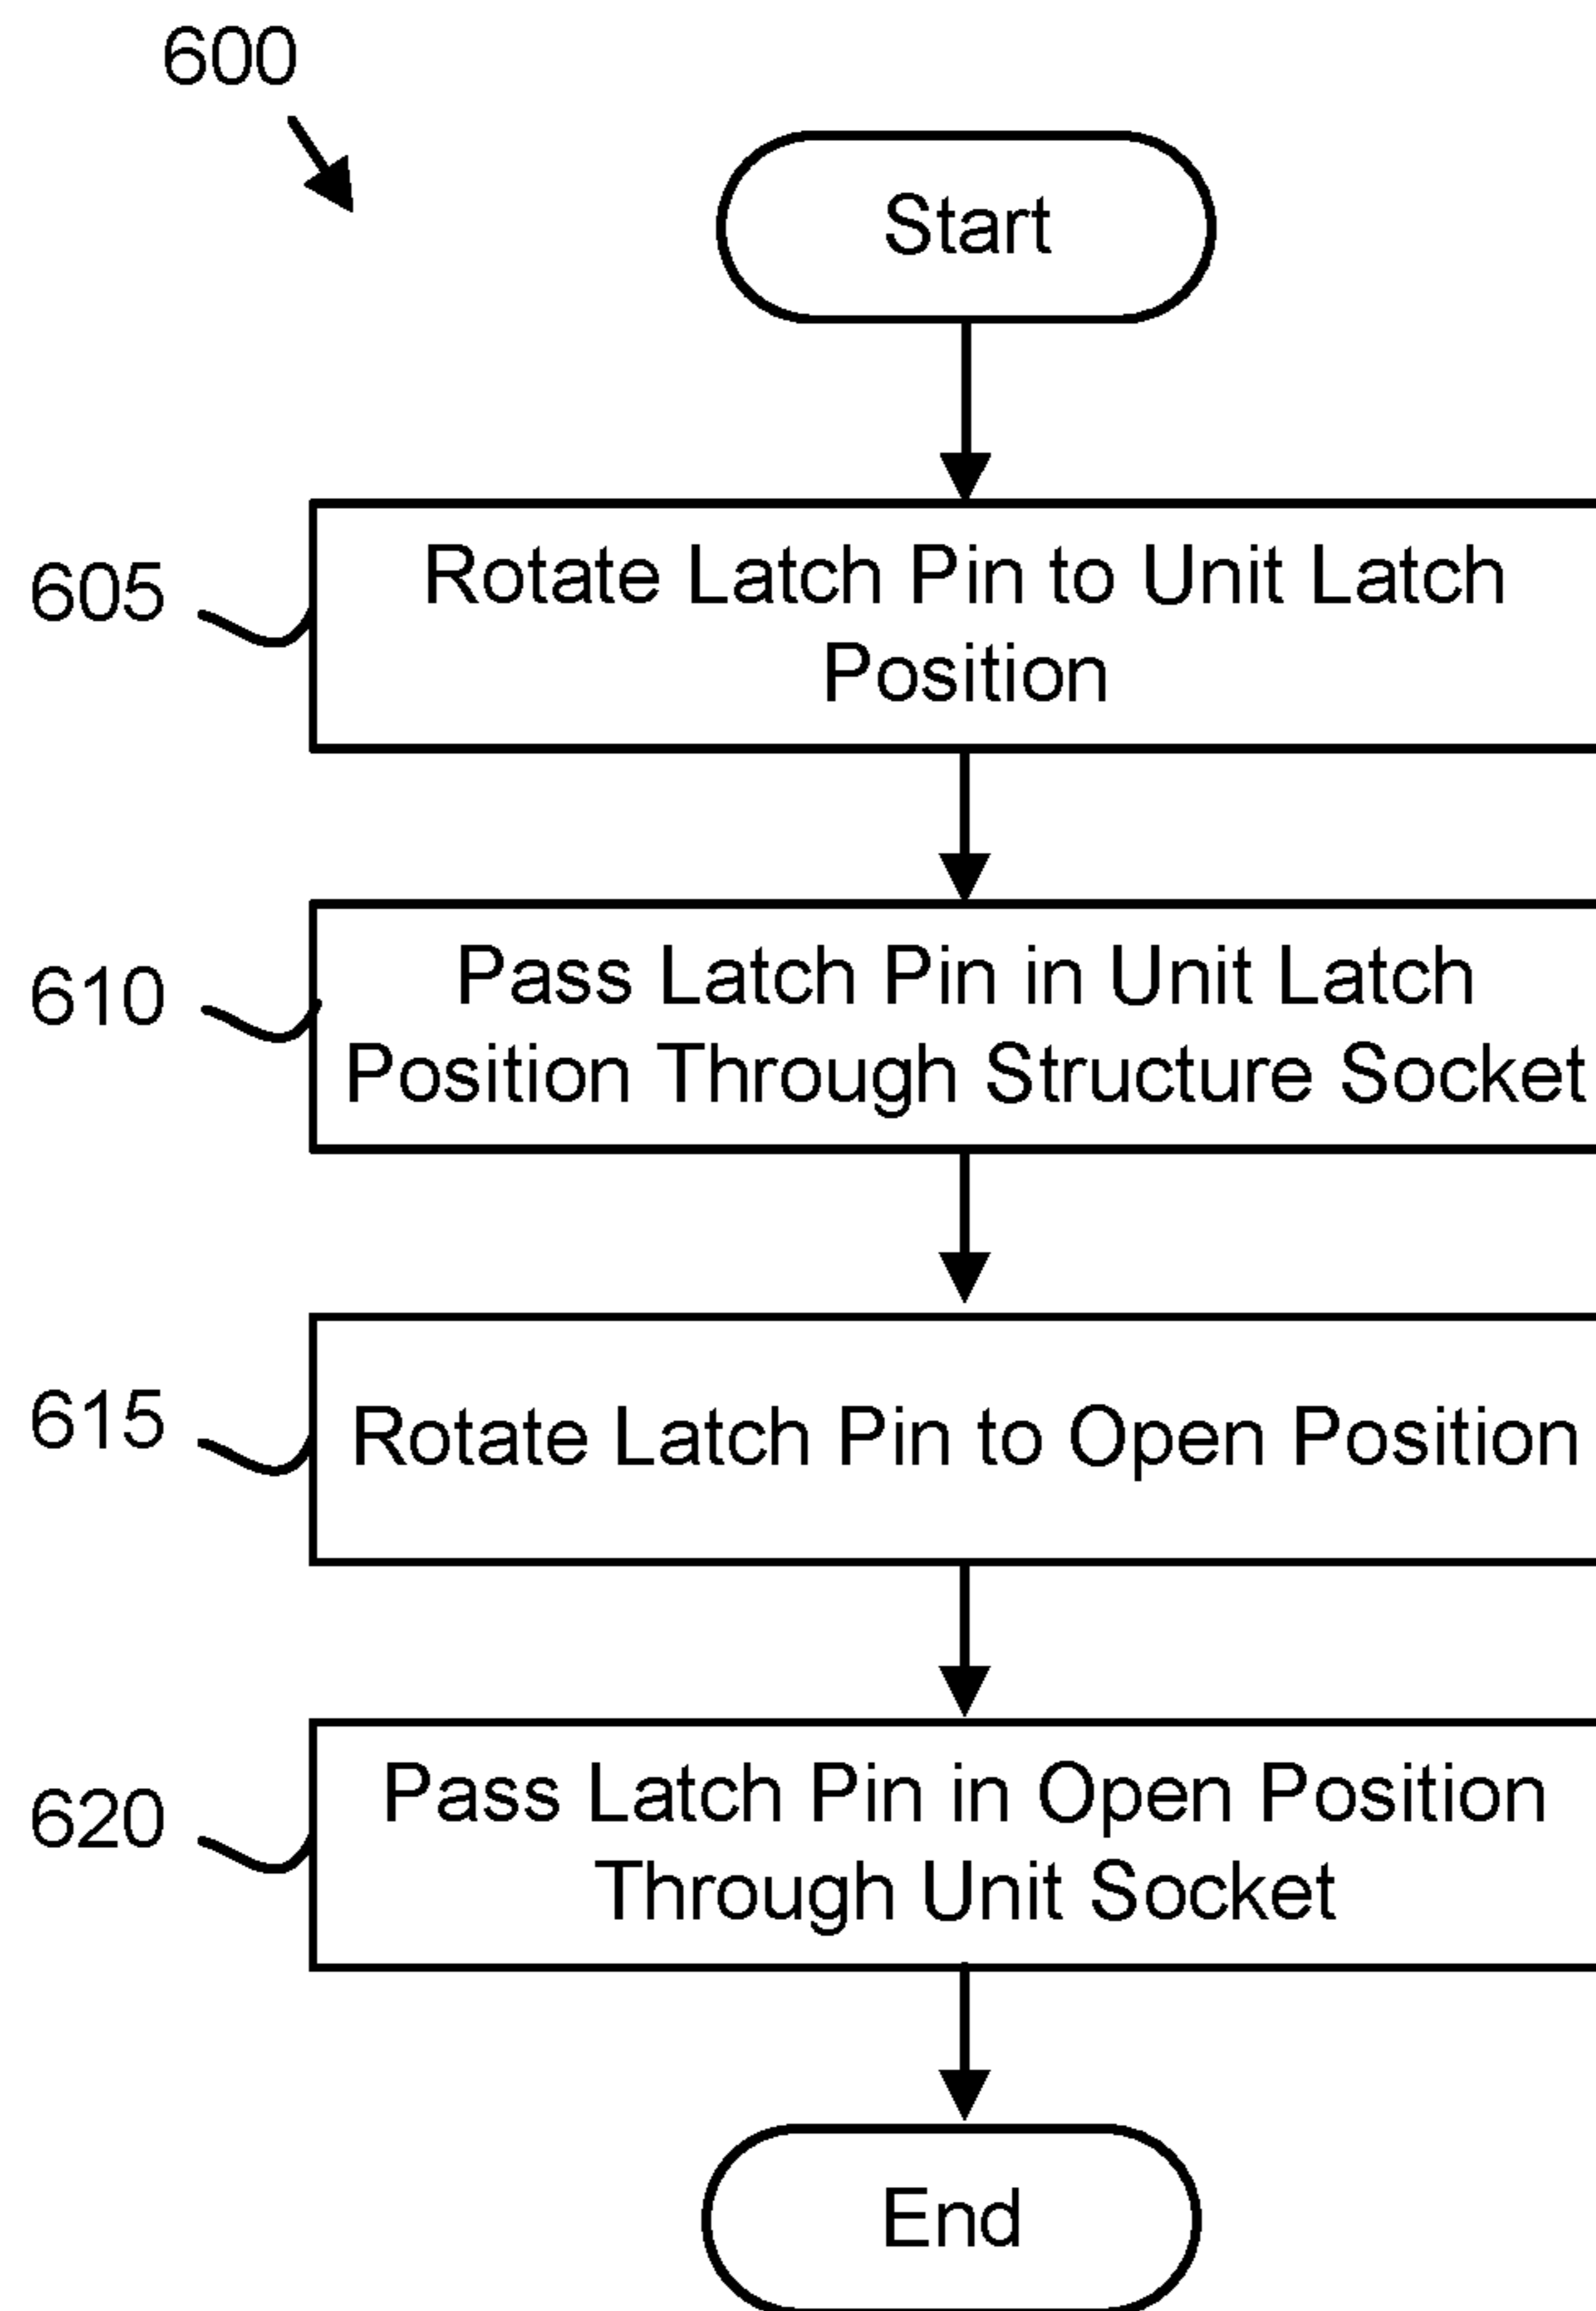 600
Start
605
Rotate Latch Pin to Unit Latch
Position
610
Pass Latch Pin in Unit Latch
Position Through Structure Socket
615
Rotate Latch Pin to Open Position
620
Pass Latch Pin in Open Position
Through Unit Socket
End